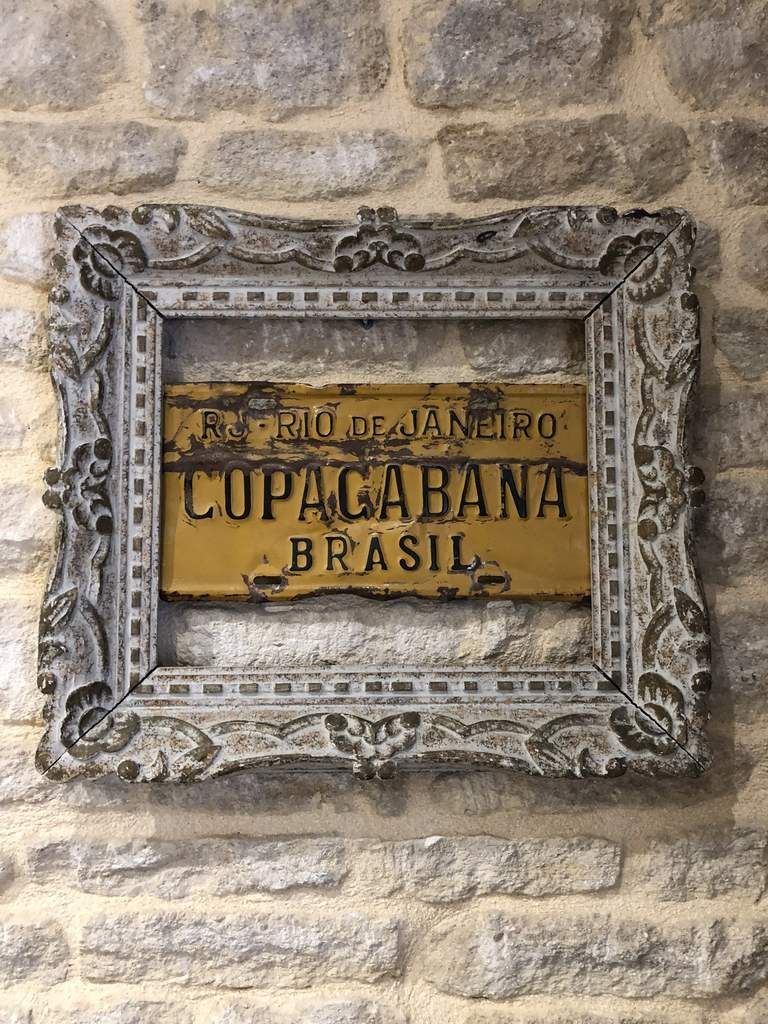 RJ - RIO DE JANEIRO
COPACABANA
BRASIL